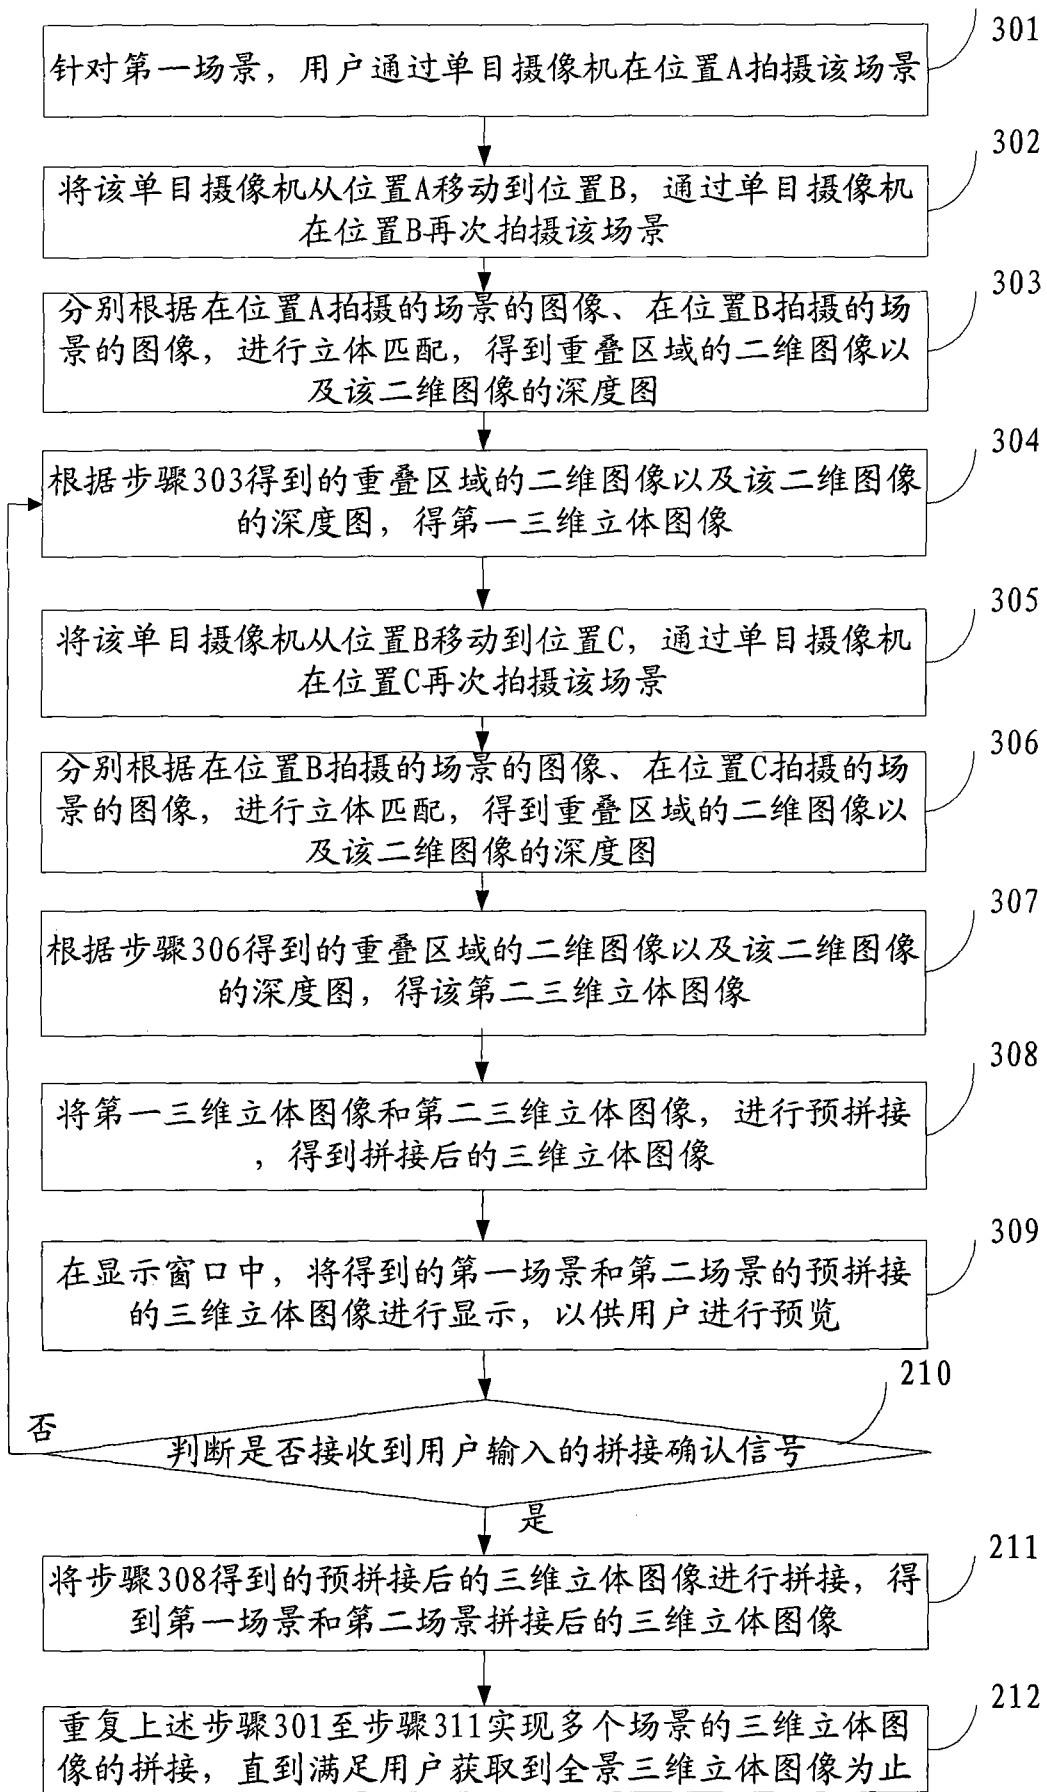 301
针对第一场景，用户通过单目摄像机在位置A拍摄该场景
302
将该单目摄像机从位置A移动到位置B，通过单目摄像机
在位置B再次拍摄该场景
303
分别根据在位置A拍摄的场景的图像、在位置B拍摄的场
景的图像，进行立体匹配，得到重叠区域的二维图像以
及该二维图像的深度图
304
根据步骤303得到的重叠区域的二维图像以及该二维图像
的深度图，得第一三维立体图像
305
将该单目摄像机从位置B移动到位置C，通过单目摄像机
在位置C再次拍摄该场景
306
分别根据在位置B拍摄的场景的图像、在位置C拍摄的场
景的图像，进行立体匹配，得到重叠区域的二维图像以
及该二维图像的深度图
307
根据步骤306得到的重叠区域的二维图像以及该二维图像
的深度图，得该第二三维立体图像
308
将第一三维立体图像和第二三维立体图像，进行预拼接
，得到拼接后的三维立体图像
309
在显示窗口中，将得到的第一场景和第二场景的预拼接
的三维立体图像进行显示，以供用户进行预览
210
否
判断是否接收到用户输入的拼接确认信号
是
211
将步骤308得到的预拼接后的三维立体图像进行拼接，得
到第一场景和第二场景拼接后的三维立体图像
212
重复上述步骤301至步骤311实现多个场景的三维立体图
像的拼接，直到满足用户获取到全景三维立体图像为止